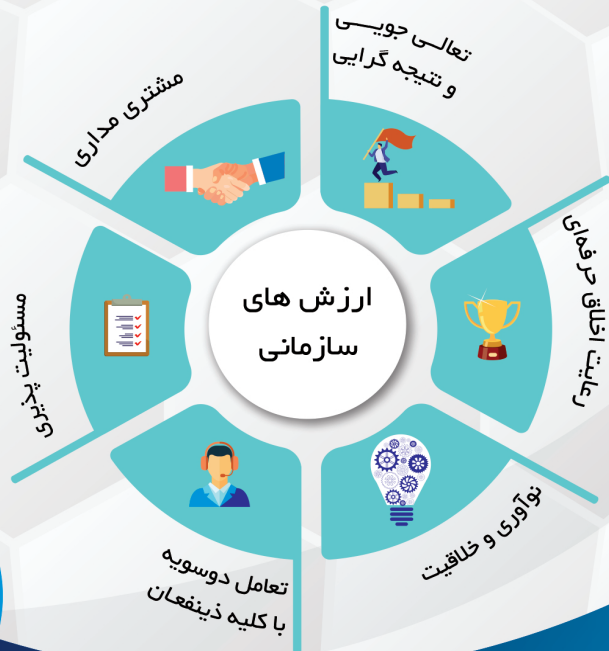 ارزش های
سازمانی
تعالی جویی
و نتیجه گرایی
رعایت اخلاق حرفه‌ای
نوآوری و خلاقیت
تعامل دوسویه
با کلیه ذینفعان
مسئولیت پذیری
مشتری مداری